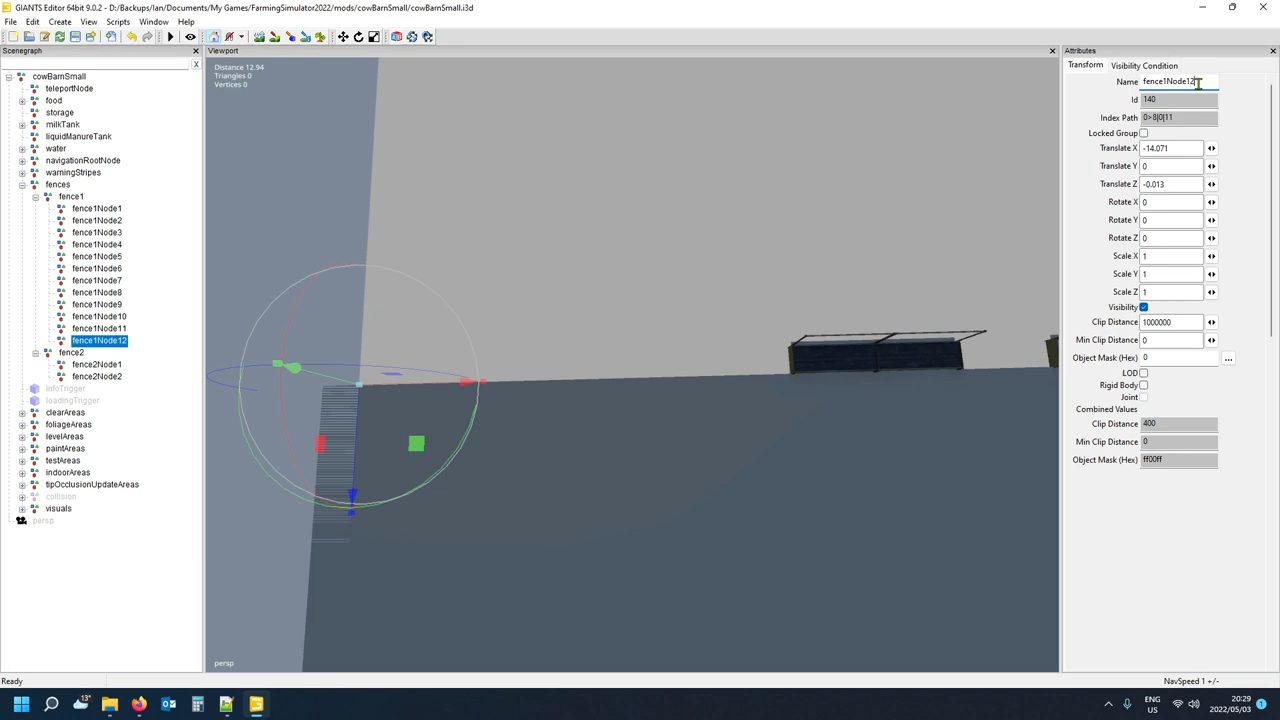 GIANTS Editor 64bit 9.0.2 - D:/Backups/Ian/Documents/My Games/FarmingSimulator2022/mods/cowBarnSmall/cowBarnSmall.i3d
File Edit Create View Scripts Window Help
Scenegraph
X
cowBarnSmall
teleportNode
food
storage
milkTank
liquidManureTank
water
navigationRootNode
warningStripes
fences
fence1
fence1Node1
fence1Node2
fence1Node3
fence1Node4
fence1Node5
fence1Node6
fence1Node7
fence1Node8
fence1Node9
fence1Node10
fence1Node11
fence1Node12
fence2
fence2Node1
fence2Node2
infoTrigger
loadingTrigger
clearAreas
foliageAreas
levelAreas
paintAreas
testAreas
indoorAreas
tipOcclusionUpdateAreas
collision
visuals
persp
Viewport
Distance 12,94
Triangles 0
Vertices 0
persp
Attributes
Transform Visibility Condition
Name fence1Node12
Id 140
Index Path 0>8|0|11
Locked Group
Translate X -14.071
Translate Y 0
Translate Z -0.013
Rotate X 0
Rotate Y 0
Rotate Z 0
Scale X 1
Scale Y 1
Scale Z 1
Visibility
Clip Distance 1000000
Min Clip Distance 0
Object Mask (Hex) 0 ...
LOD
Rigid Body
Joint
Combined Values
Clip Distance 400
Min Clip Distance 0
Object Mask (Hex) ff00ff
Ready
NavSpeed 1 +/-
13°
ENG
US
20:29
2022/05/03